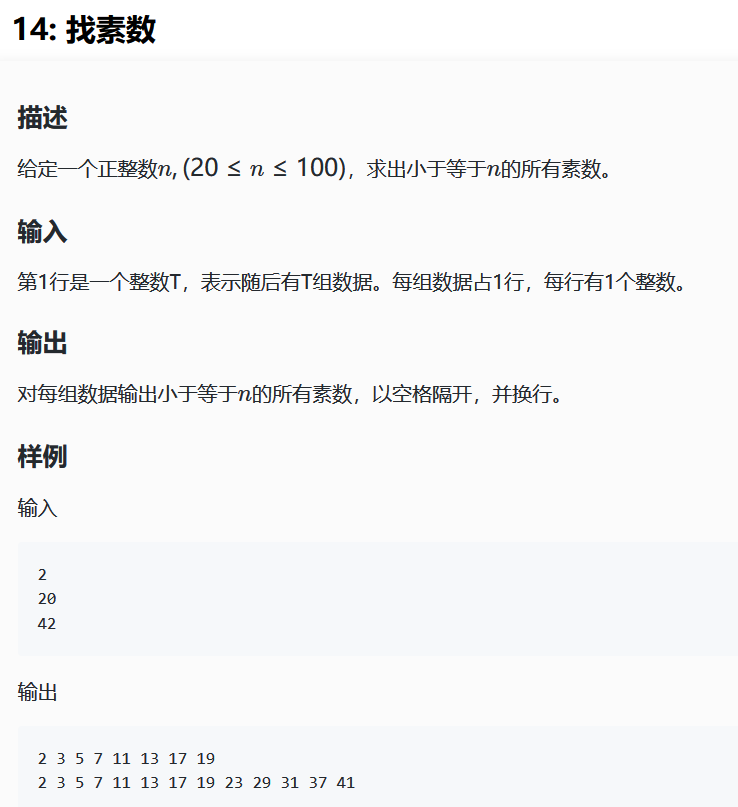 14: 找素数
描述
给定一个正整数n, (20 ≤ n ≤ 100)，求出小于等于n的所有素数。
输入
第1行是一个整数T，表示随后有T组数据。每组数据占1行，每行有1个整数。
输出
对每组数据输出小于等于n的所有素数，以空格隔开，并换行。
样例
输入
2
20
42
输出
2 3 5 7 11 13 17 19
2 3 5 7 11 13 17 19 23 29 31 37 41